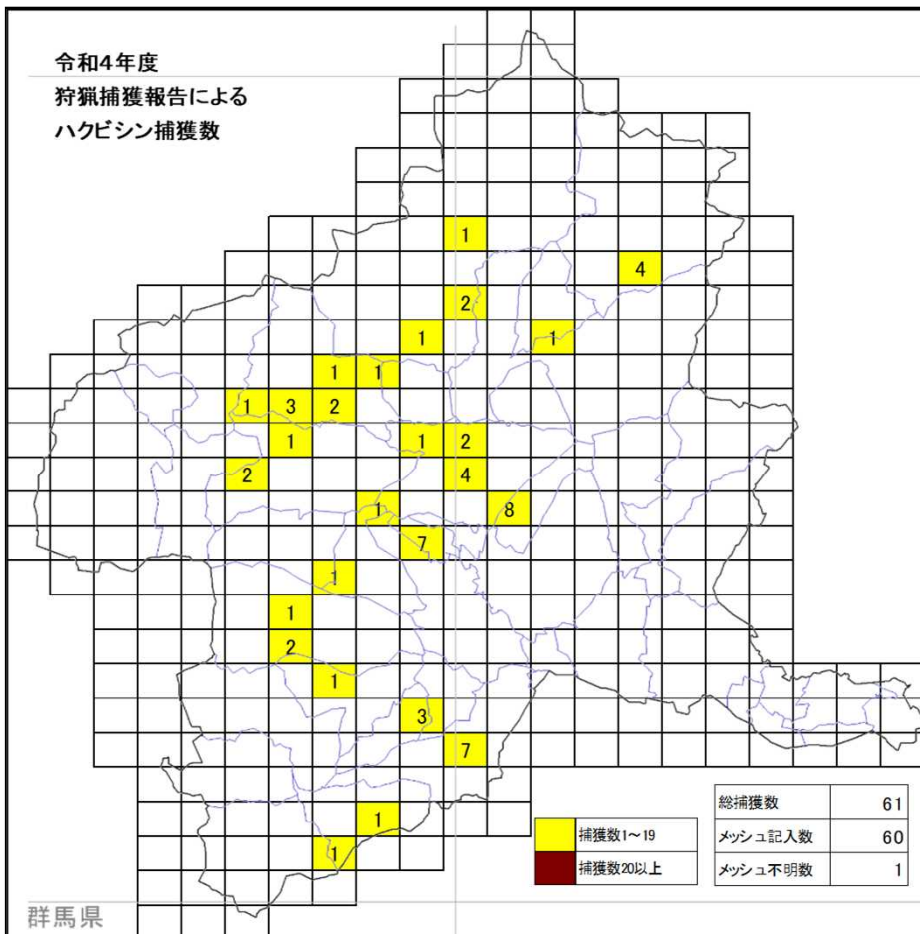 令和4年度
狩猟捕獲報告による
ハクビシン捕獲数
1
4
2
1
1
1
1
1
3
2
1
1
2
2
4
1
8
7
1
1
2
1
3
7
1
1
捕獲数1～19
捕獲数20以上
総捕獲数 61
メッシュ記入数 60
メッシュ不明数 1
群馬県